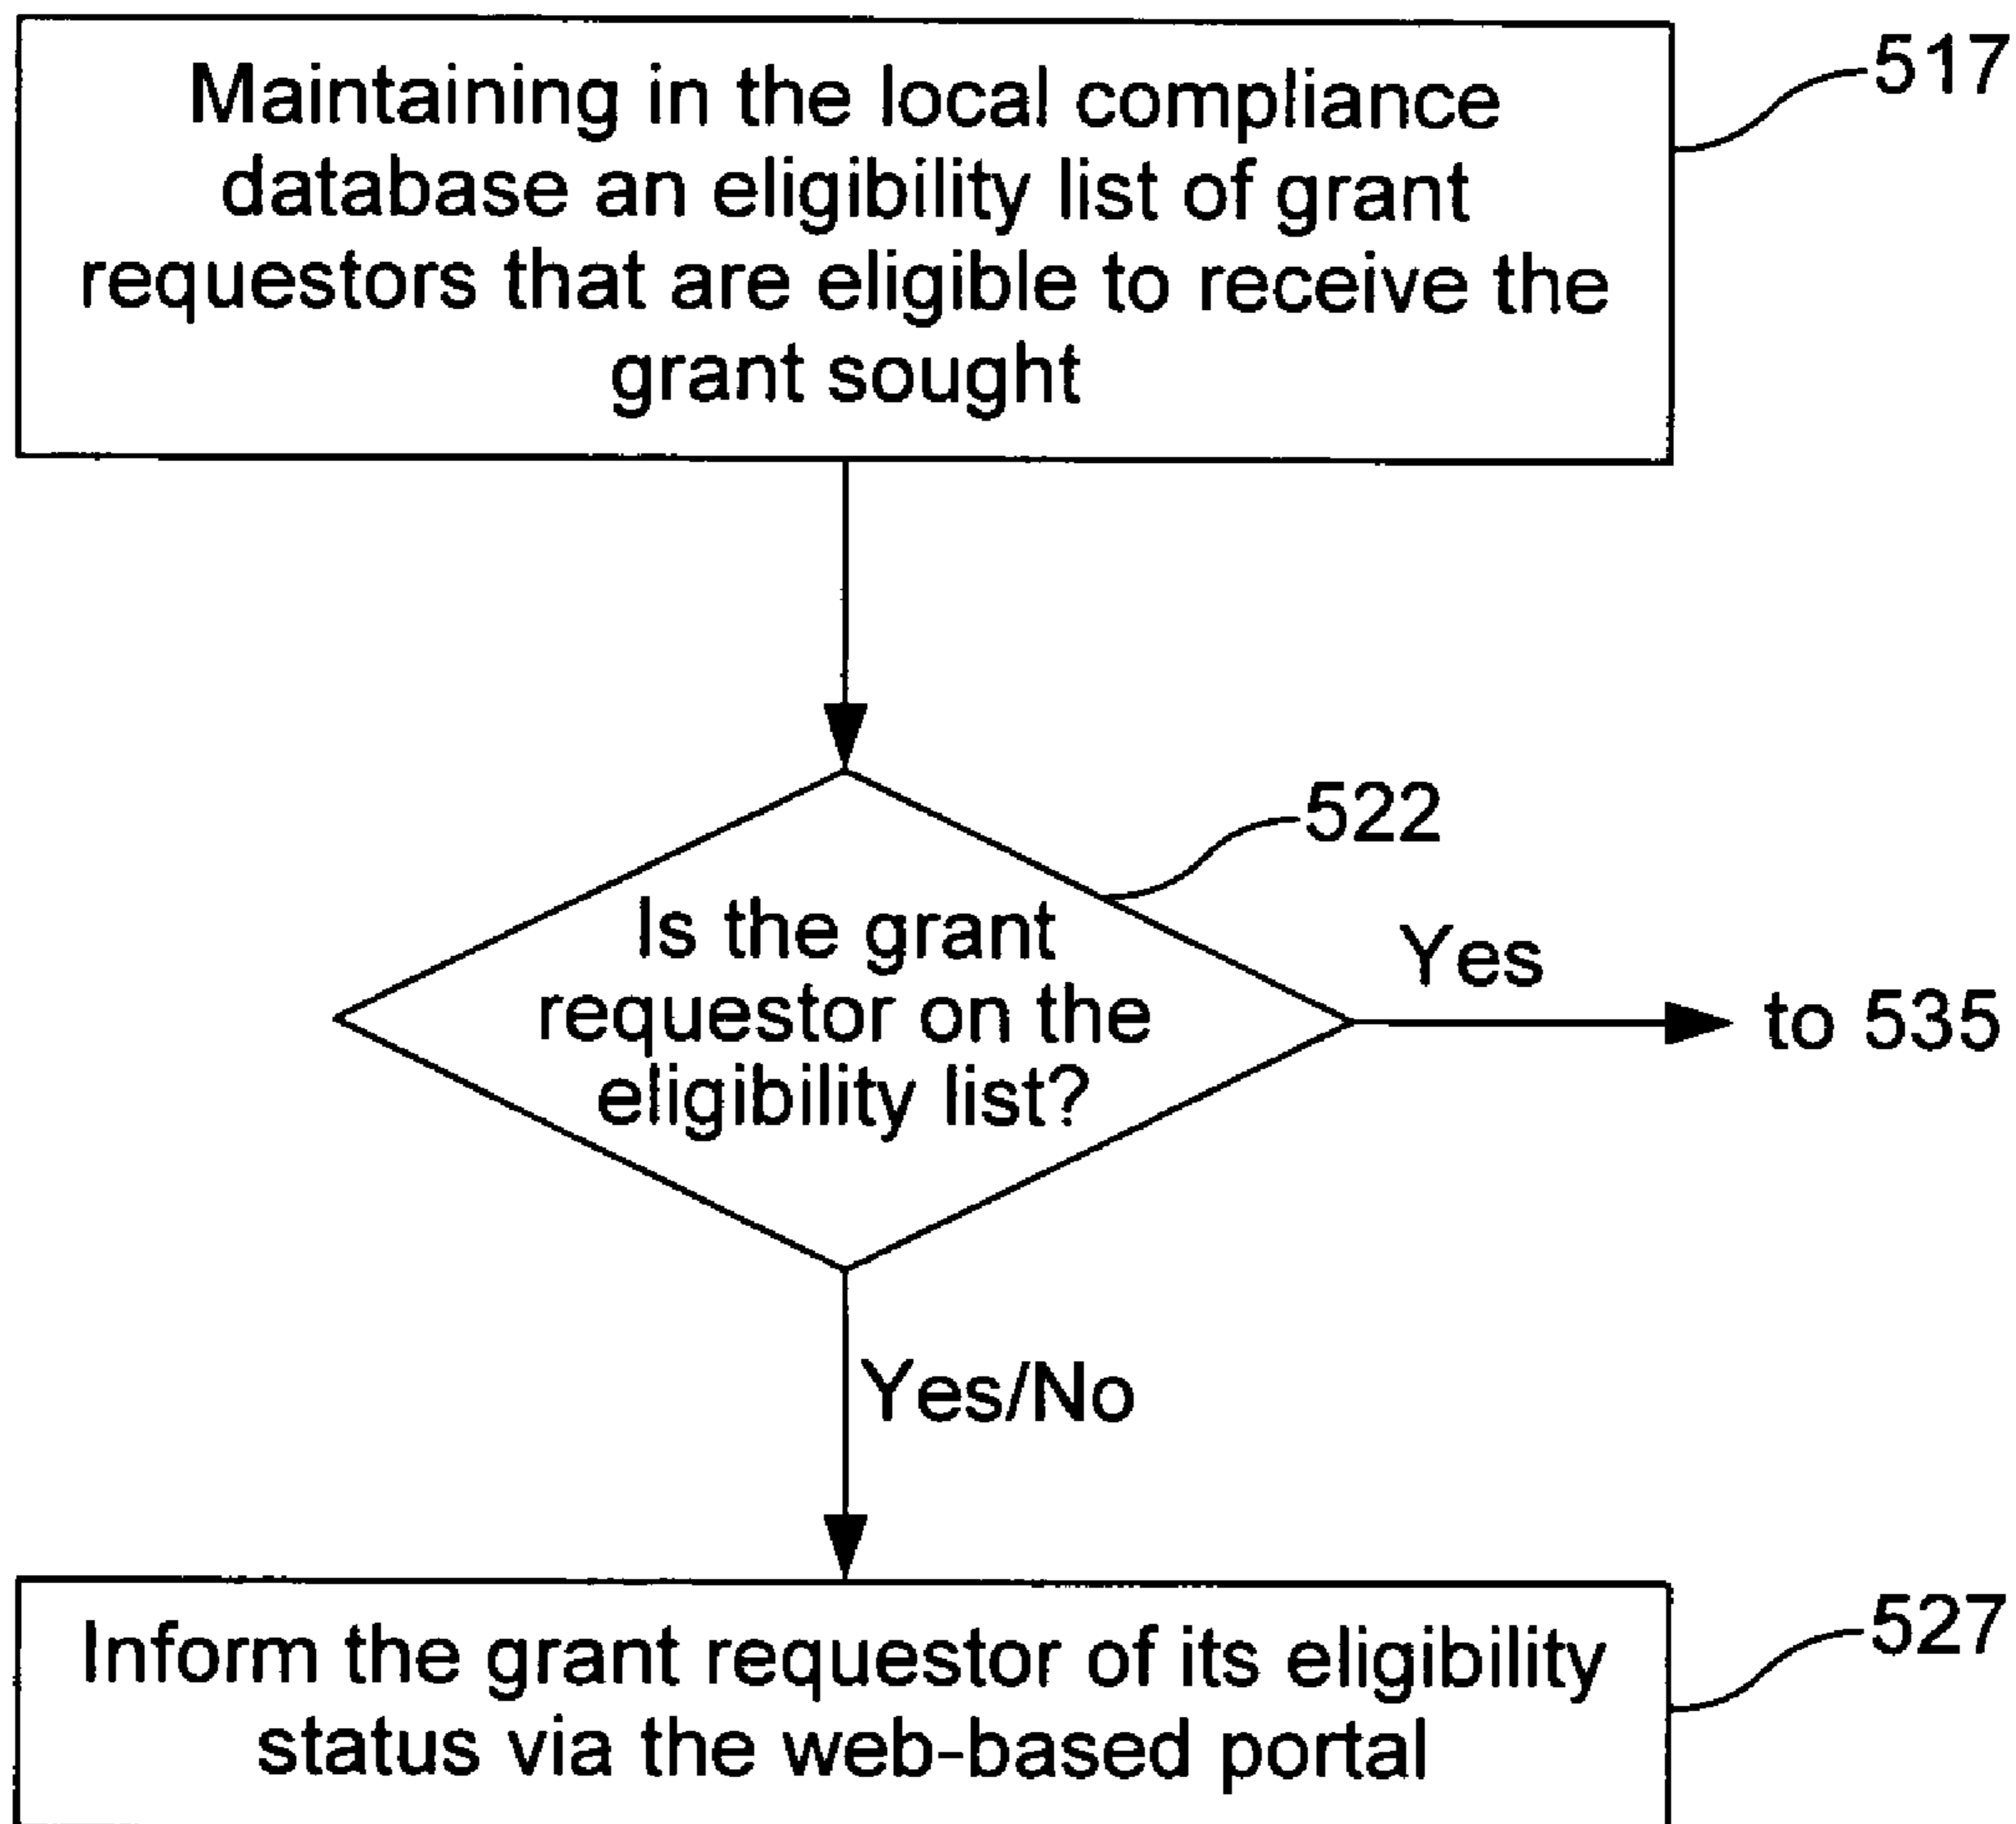 Maintaining in the local compliance
database an eligibility list of grant
requestors that are eligible to receive the
grant sought
517
522
Is the grant
requestor on the
eligibility list?
Yes
to 535
Yes/No
527
Inform the grant requestor of its eligibility
status via the web-based portal